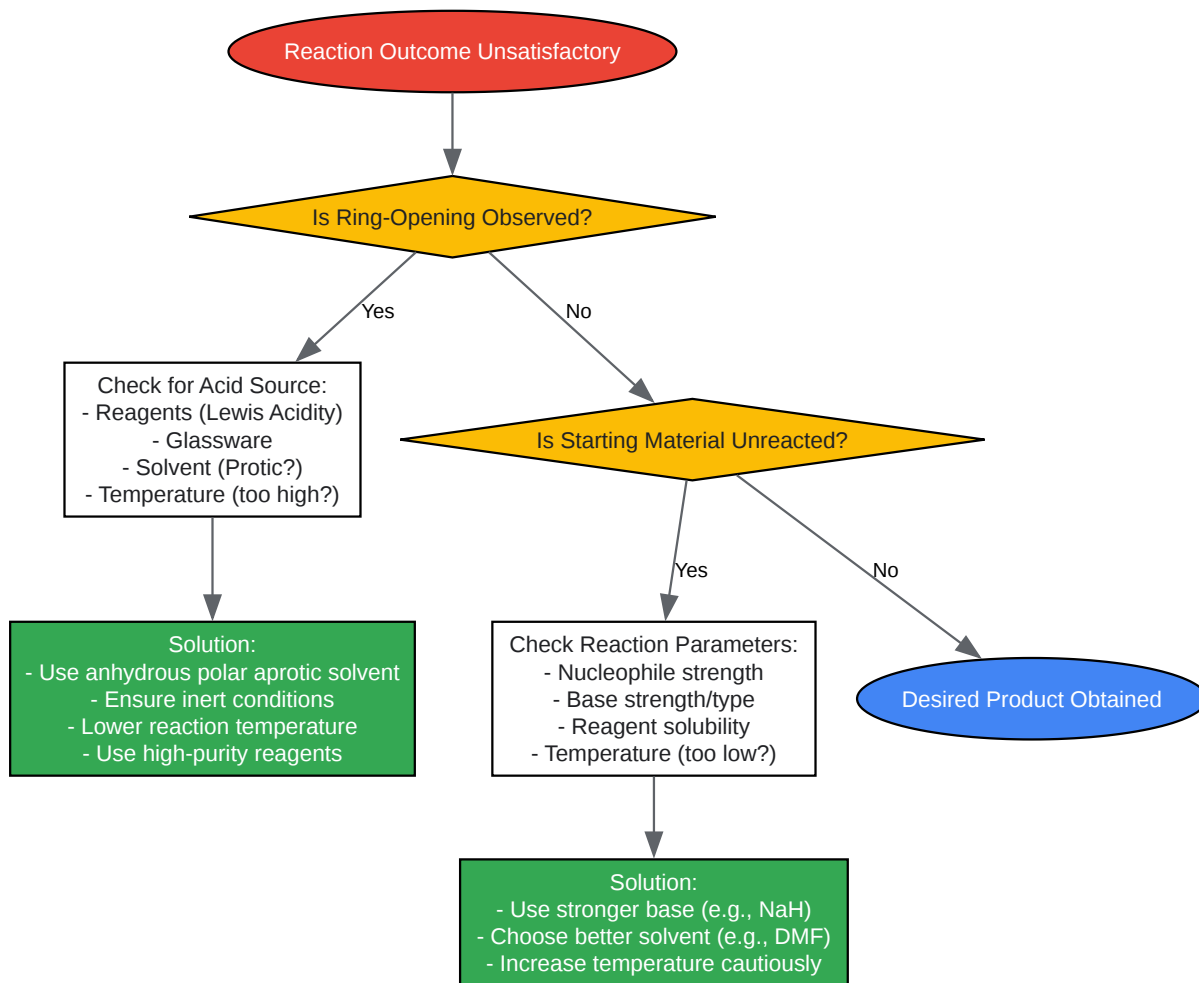 Reaction Outcome Unsatisfactory
Is Ring-Opening Observed?
Yes
No
Check for Acid Source:
- Reagents (Lewis Acidity)
- Glassware
- Solvent (Protic?)
- Temperature (too high?)
Is Starting Material Unreacted?
Yes
No
Solution:
- Use anhydrous polar aprotic solvent
- Ensure inert conditions
- Lower reaction temperature
- Use high-purity reagents
Check Reaction Parameters:
- Nucleophile strength
- Base strength/type
- Reagent solubility
- Temperature (too low?)
Desired Product Obtained
Solution:
- Use stronger base (e.g., NaH)
- Choose better solvent (e.g., DMF)
- Increase temperature cautiously